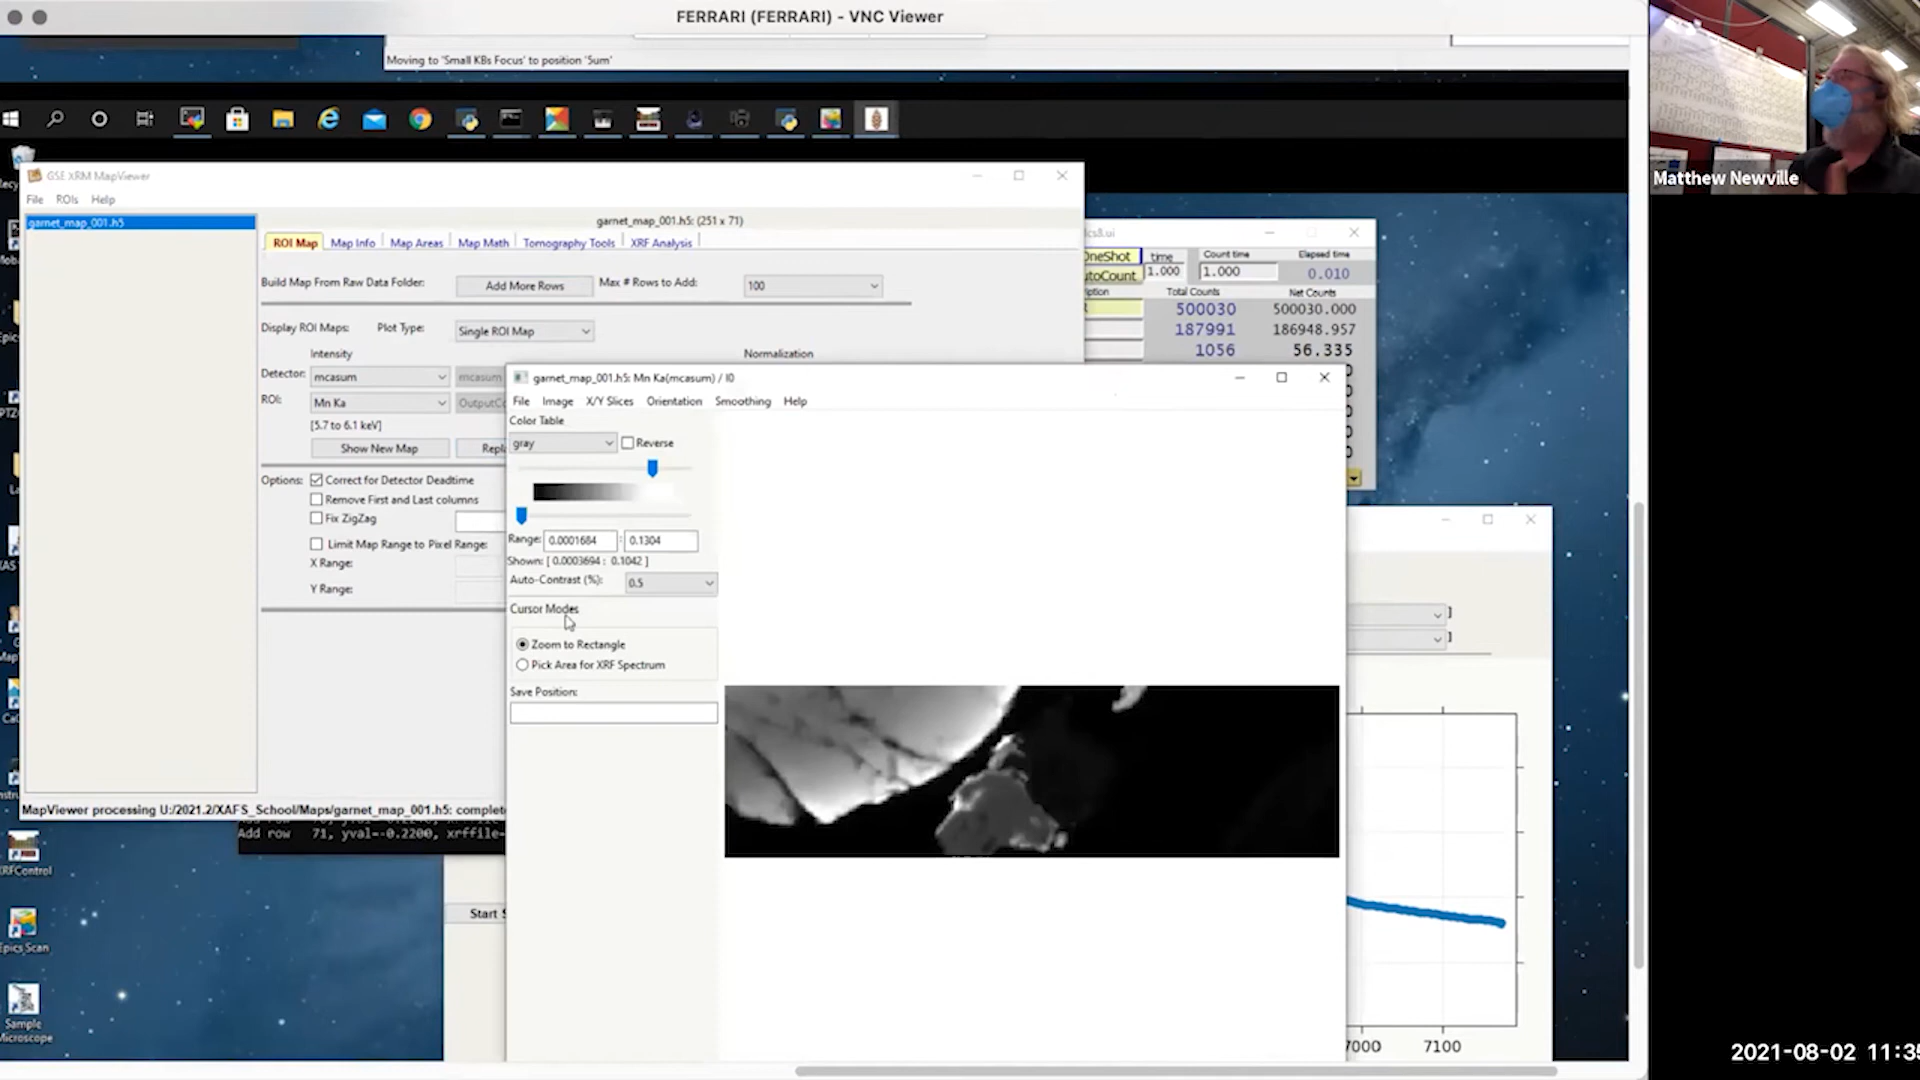 FERRARI (FERRARI) - VNC Viewer
Moving to 'Small KBs Focus' to position '5um'
Matthew Newville
GSE XRM MapViewer
File ROIs Help
garnet_map_001.h5
garnet_map_001.h5: (251 x 71)
ROI Map Map Info Map Areas Map Math Tomography Tools XRF Analysis
Build Map From Raw Data Folder: Add More Rows Max # Rows to Add: 100
Display ROI Maps: Plot Type: Single ROI Map
Intensity Normalization
Detector: mcasum mcasum
ROI: Mn Ka
[5.7 to 6.1 keV]
Show New Map
Options: Correct for Detector Deadtime
Remove First and Last columns
Fix ZigZag
Limit Map Range to Pixel Range:
X Range:
Y Range:
MapViewer processing U:/2021.2/XAFS_School/Maps/garnet_map_001.h5: complete
Add row 71, yval=-0.2200, xrffile=
OneShot time Count time Elapsed time
utoCount 1.000 1.000 0.010
Total Counts Net Counts
500030 500030.000
187991 186948.957
1056 56.335
garnet_map_001.h5: Mn Ka(mcasum) / I0
File Image X/Y Slices Orientation Smoothing Help
Color Table
gray Reverse
Range: 0.0001684 : 0.1304
Shown: [ 0.0003694 : 0.1042 ]
Auto-Contrast (%): 0.5
Cursor Modes
Zoom to Rectangle
Pick Area for XRF Spectrum
Save Position:
Start S
XRFControl
Epics Scan
Sample
Microscope
7000 7100
2021-08-02 11:35